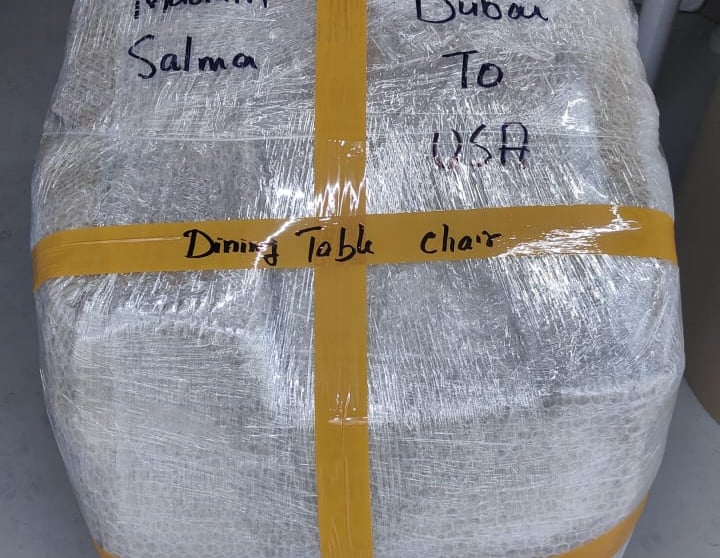 Salma
Dubai
To
USA
Dining Table chair